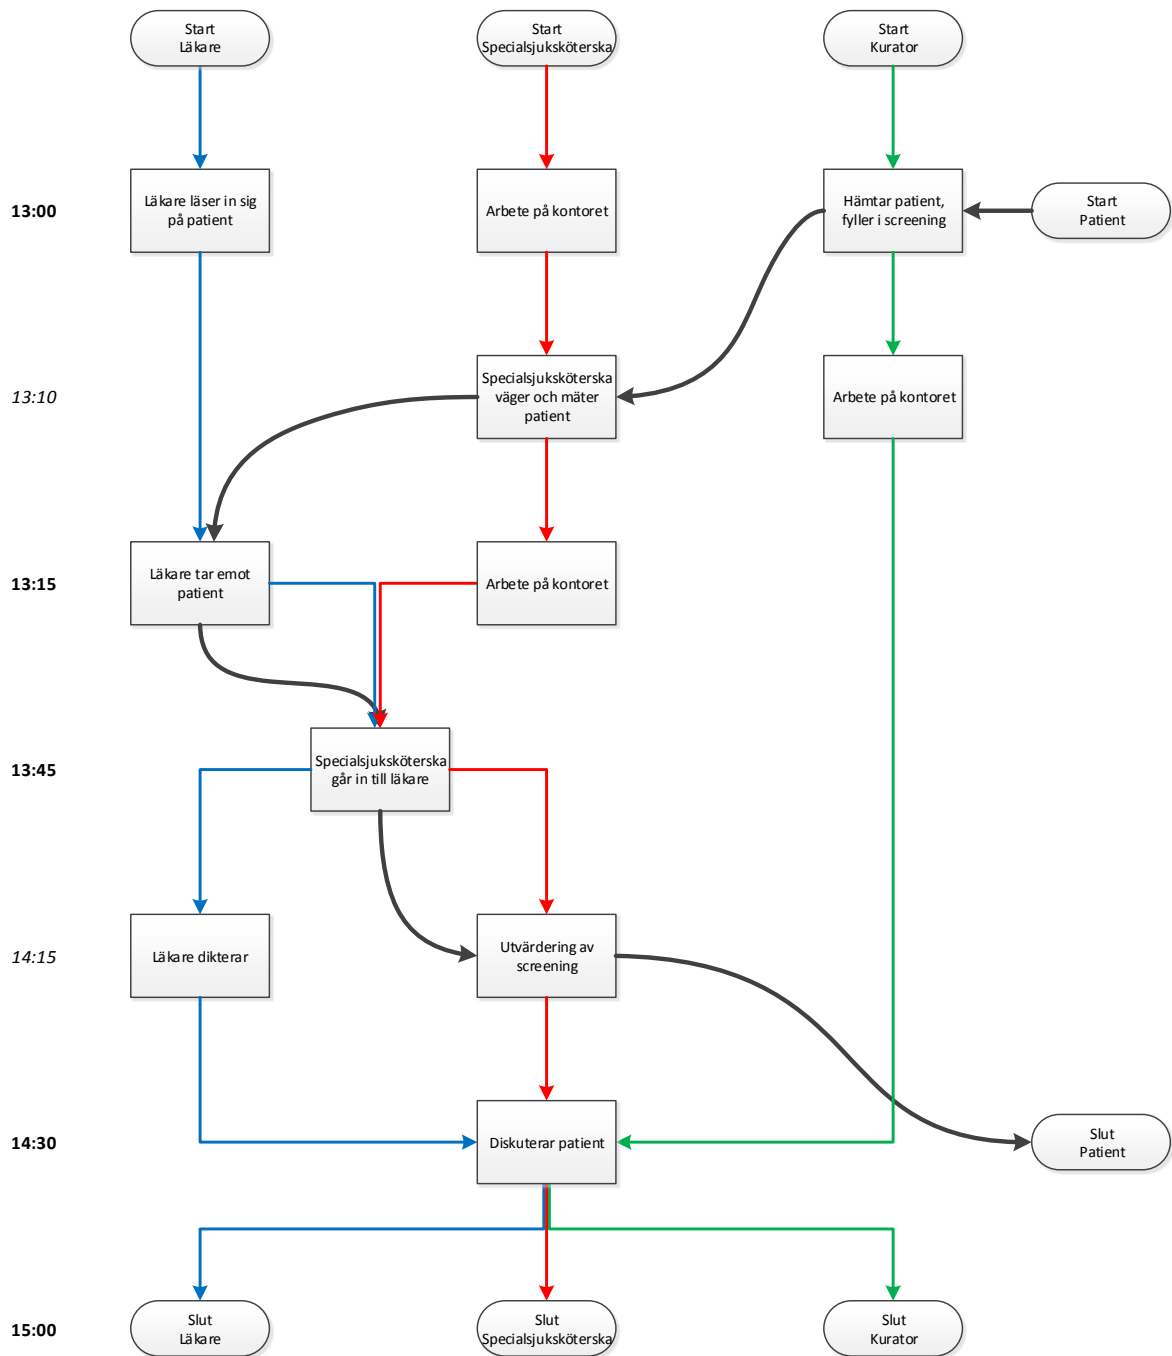 Start
Läkare
Start
Specialsjuksköterska
Start
Kurator
13:00
Läkare läser in sig
på patient
Arbete på kontoret
Hämtar patient,
fyller i screening
Start
Patient
13:10
Specialsjuksköterska
väger och mäter
patient
Arbete på kontoret
13:15
Läkare tar emot
patient
Arbete på kontoret
13:45
Specialsjuksköterska
går in till läkare
14:15
Läkare dikterar
Utvärdering av
screening
14:30
Diskuterar patient
Slut
Patient
15:00
Slut
Läkare
Slut
Specialsjuksköterska
Slut
Kurator